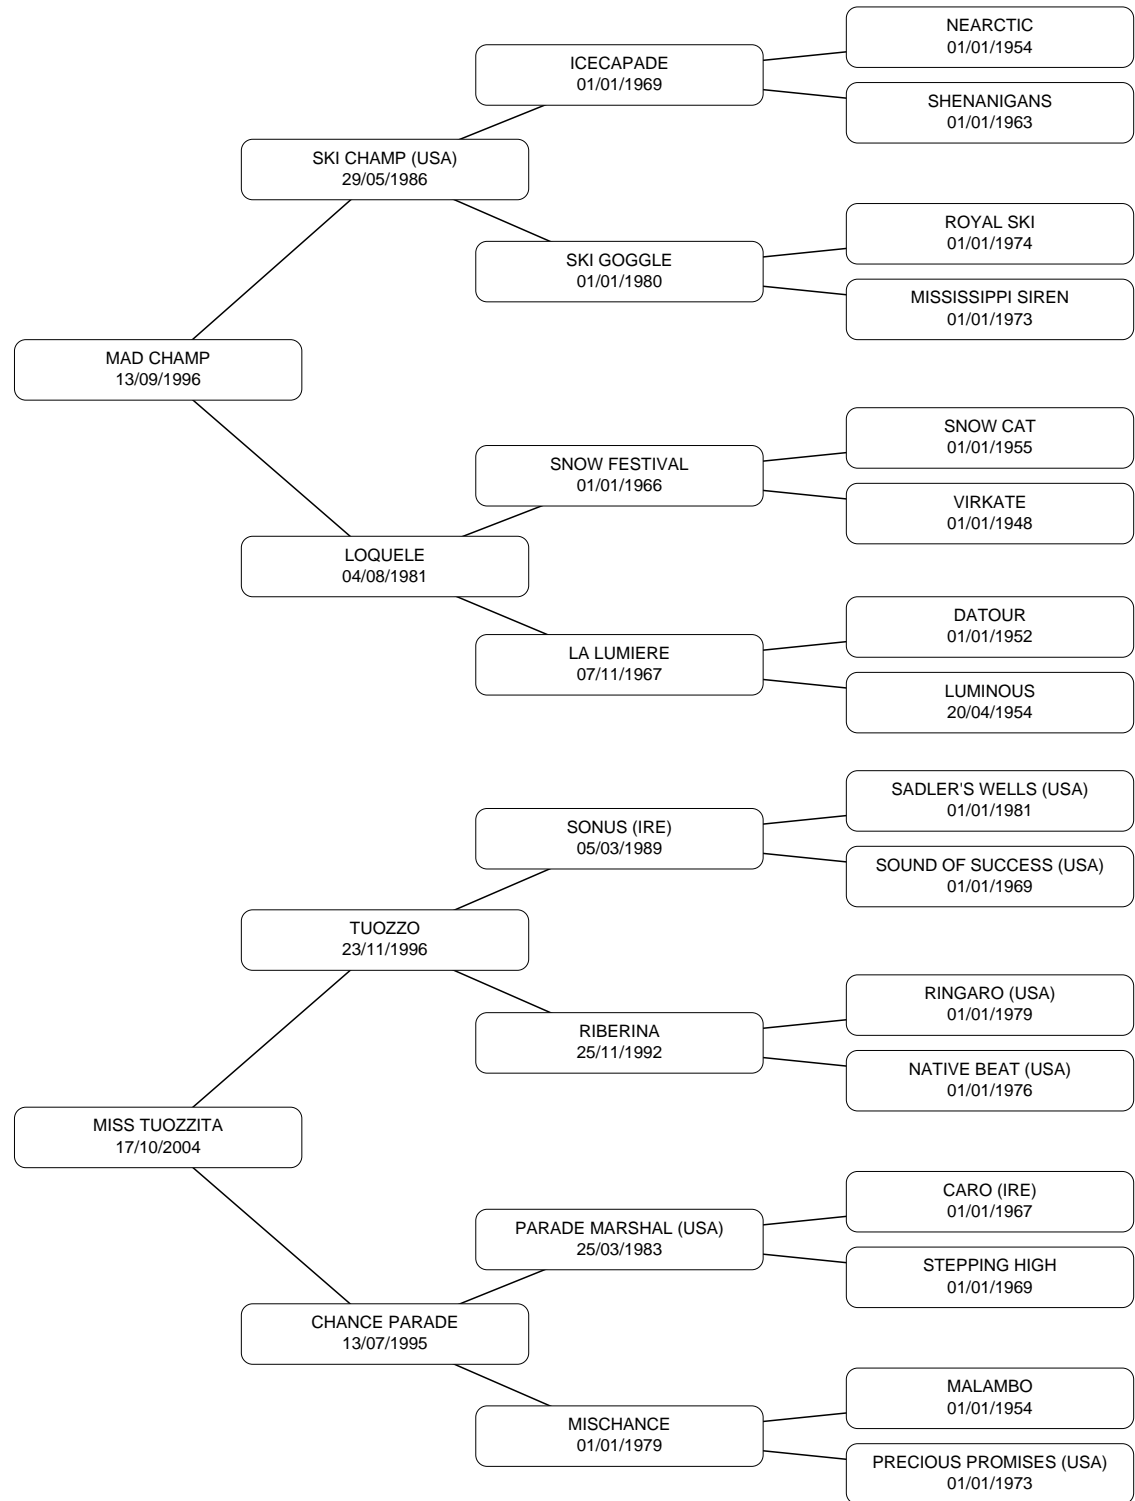 NEARCTIC
01/01/1954
ICECAPADE
01/01/1969
SHENANIGANS
01/01/1963
SKI CHAMP (USA)
29/05/1986
ROYAL SKI
01/01/1974
SKI GOGGLE
01/01/1980
MISSISSIPPI SIREN
01/01/1973
MAD CHAMP
13/09/1996
SNOW CAT
01/01/1955
SNOW FESTIVAL
01/01/1966
VIRKATE
01/01/1948
LOQUELE
04/08/1981
DATOUR
01/01/1952
LA LUMIERE
07/11/1967
LUMINOUS
20/04/1954
SADLER'S WELLS (USA)
01/01/1981
SONUS (IRE)
05/03/1989
SOUND OF SUCCESS (USA)
01/01/1969
TUOZZO
23/11/1996
RINGARO (USA)
01/01/1979
RIBERINA
25/11/1992
NATIVE BEAT (USA)
01/01/1976
MISS TUOZZITA
17/10/2004
CARO (IRE)
01/01/1967
PARADE MARSHAL (USA)
25/03/1983
STEPPING HIGH
01/01/1969
CHANCE PARADE
13/07/1995
MALAMBO
01/01/1954
MISCHANCE
01/01/1979
PRECIOUS PROMISES (USA)
01/01/1973